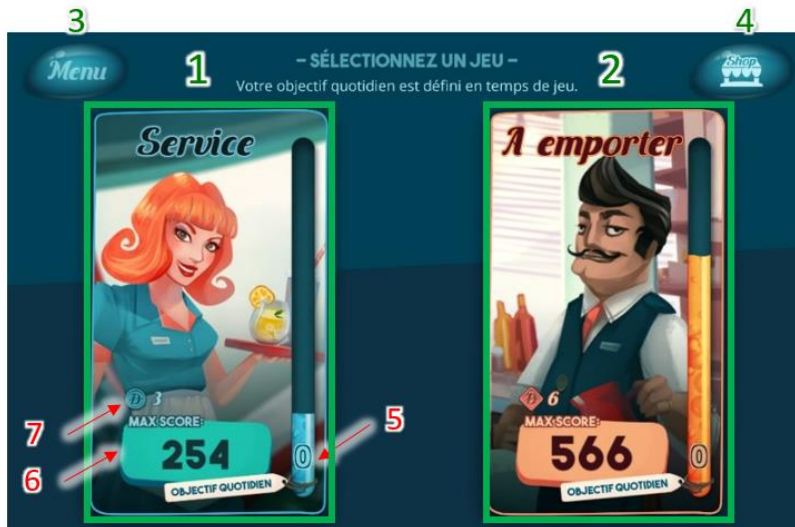 3
4
Menu
1
– SÉLECTIONNEZ UN JEU –
2
Shop
Votre objectif quotidien est défini en temps de jeu.
Service
A emporter
7
D 3
6
MAX SCORE:
MAX SCORE:
5
6
254
0
566
0
OBJECTIF QUOTIDIEN
OBJECTIF QUOTIDIEN